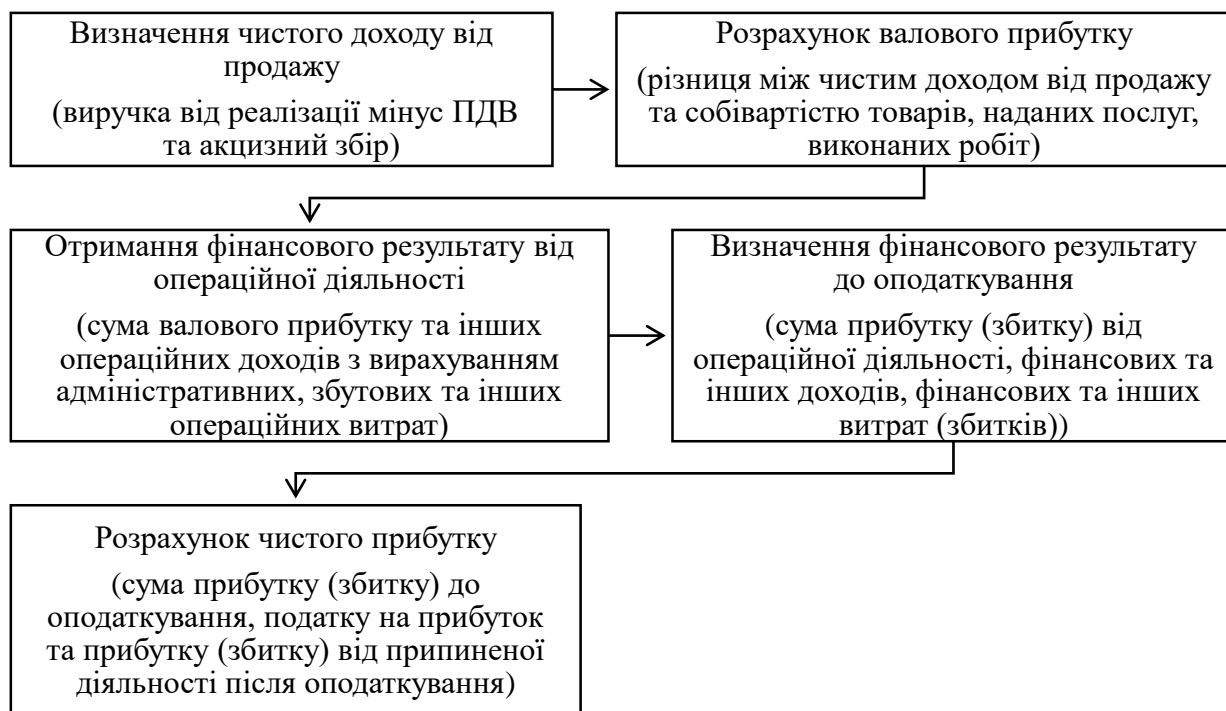 Визначення чистого доходу від
продажу
(виручка від реалізації мінус ПДВ
та акцизний збір)
Розрахунок валового прибутку
(різниця між чистим доходом від продажу
та собівартістю товарів, наданих послуг,
виконаних робіт)
Отримання фінансового результату від
операційної діяльності
(сума валового прибутку та інших
операційних доходів з вирахуванням
адміністративних, збутових та інших
операційних витрат)
Визначення фінансового результату
до оподаткування
(сума прибутку (збитку) від
операційної діяльності, фінансових та
інших доходів, фінансових та інших
витрат (збитків))
Розрахунок чистого прибутку
(сума прибутку (збитку) до
оподаткування, податку на прибуток
та прибутку (збитку) від припиненої
діяльності після оподаткування)